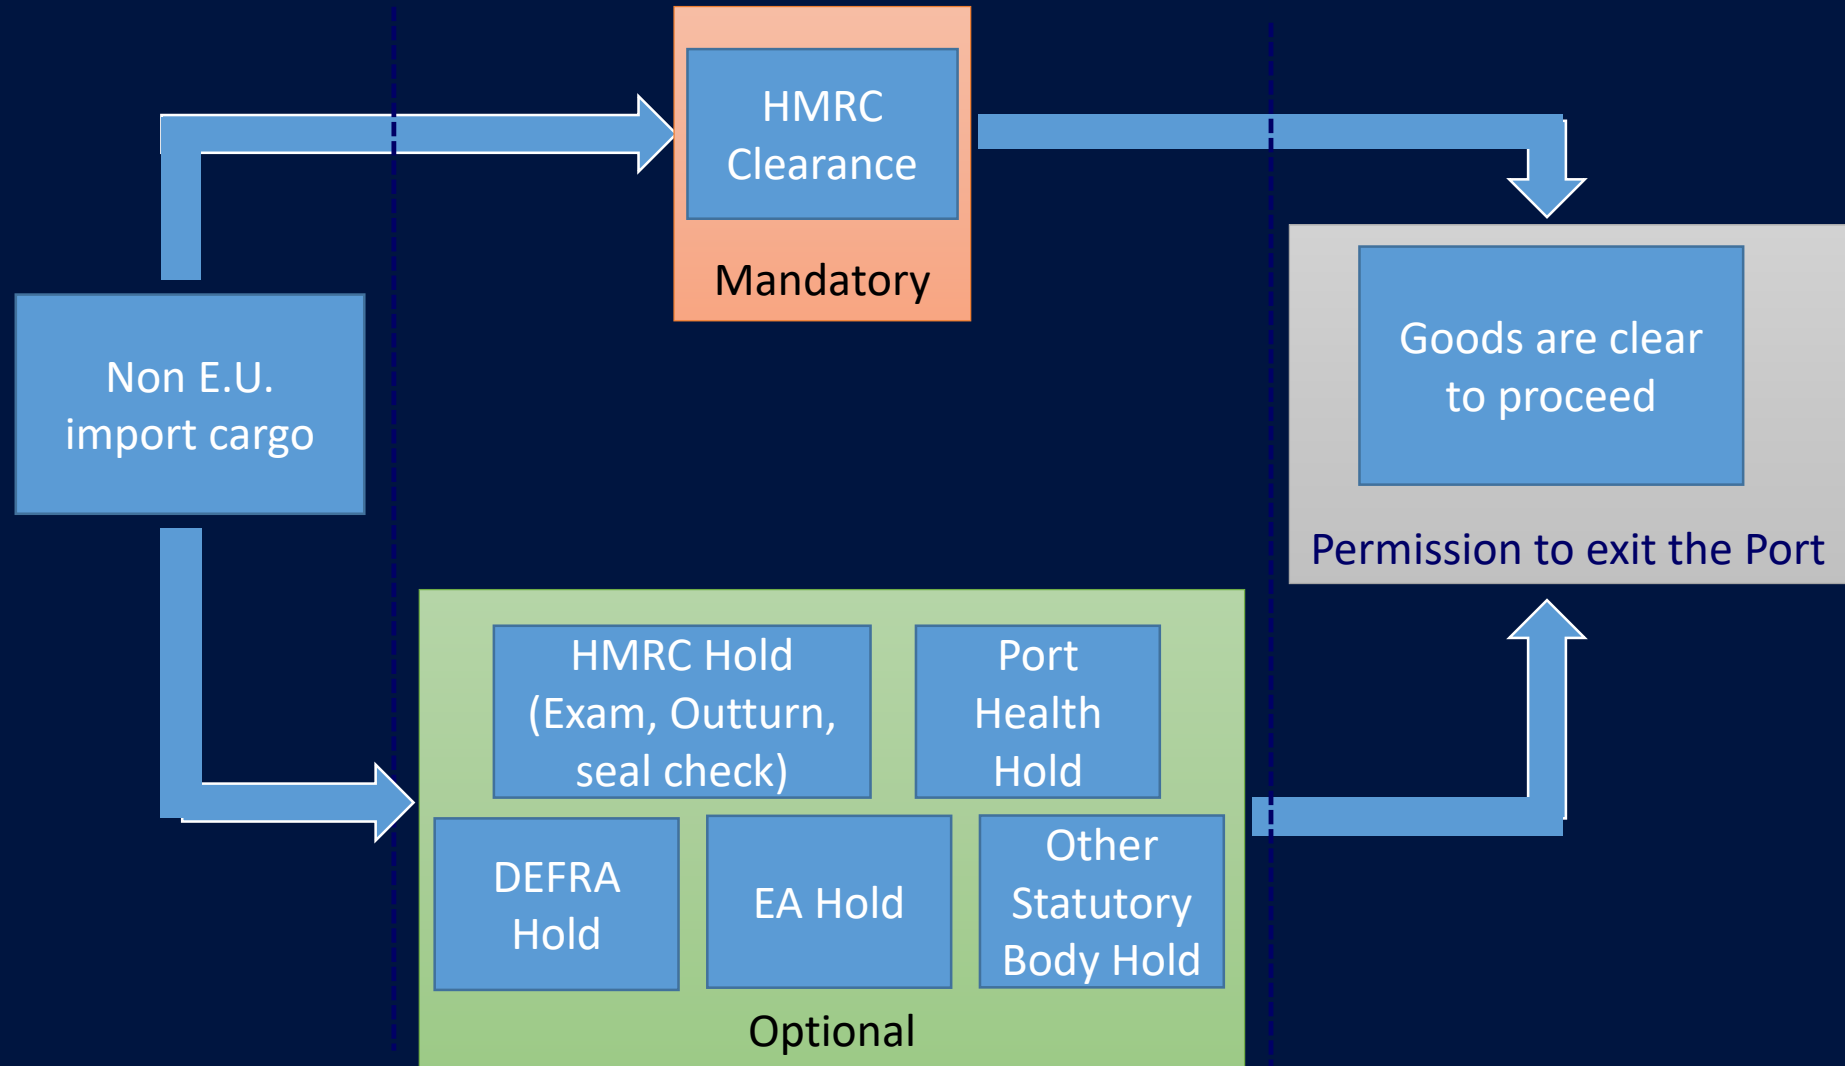 HMRC
Clearance
Mandatory
Non E.U.
import cargo
Goods are clear
to proceed
Permission to exit the Port
HMRC Hold
(Exam, Outturn,
seal check)
Port
Health
Hold
DEFRA
Hold
EA Hold
Other
Statutory
Body Hold
Optional